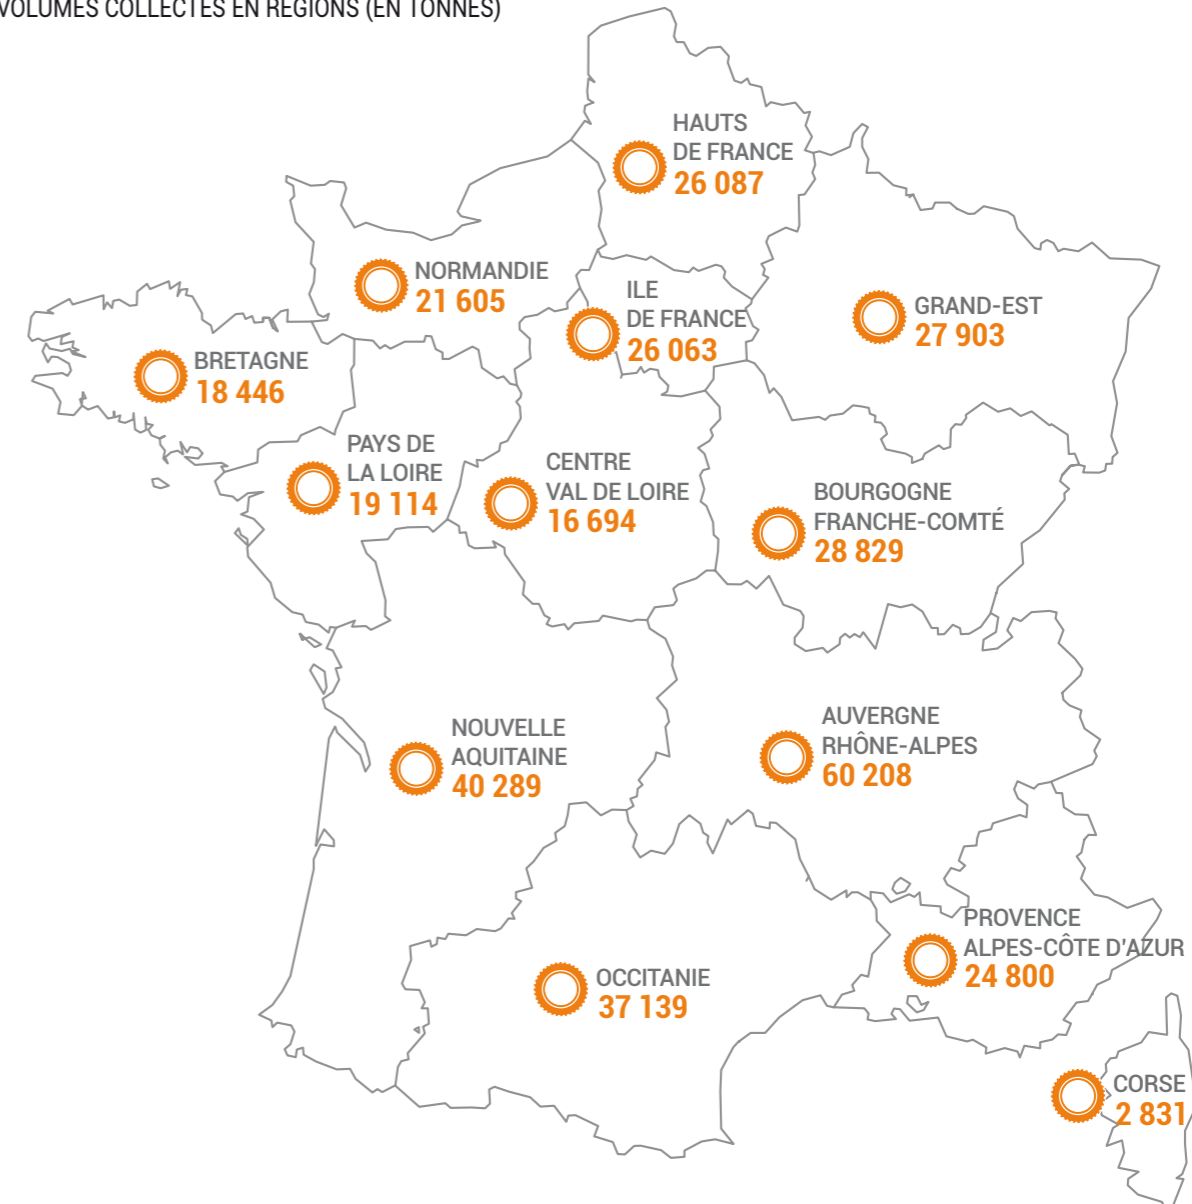 VOLUMES COLLECTÉS EN RÉGIONS (EN TONNES)
HAUTS
DE FRANCE
26 087
NORMANDIE
21 605
ILE
DE FRANCE
26 063
GRAND-EST
27 903
BRETAGNE
18 446
PAYS DE
LA LOIRE
19 114
CENTRE
VAL DE LOIRE
16 694
BOURGOGNE
FRANCHE-COMTÉ
28 829
NOUVELLE
AQUITAINE
40 289
AUVERGNE
RHÔNE-ALPES
60 208
PROVENCE
ALPES-CÔTE D'AZUR
24 800
OCCITANIE
37 139
CORSE
2 831